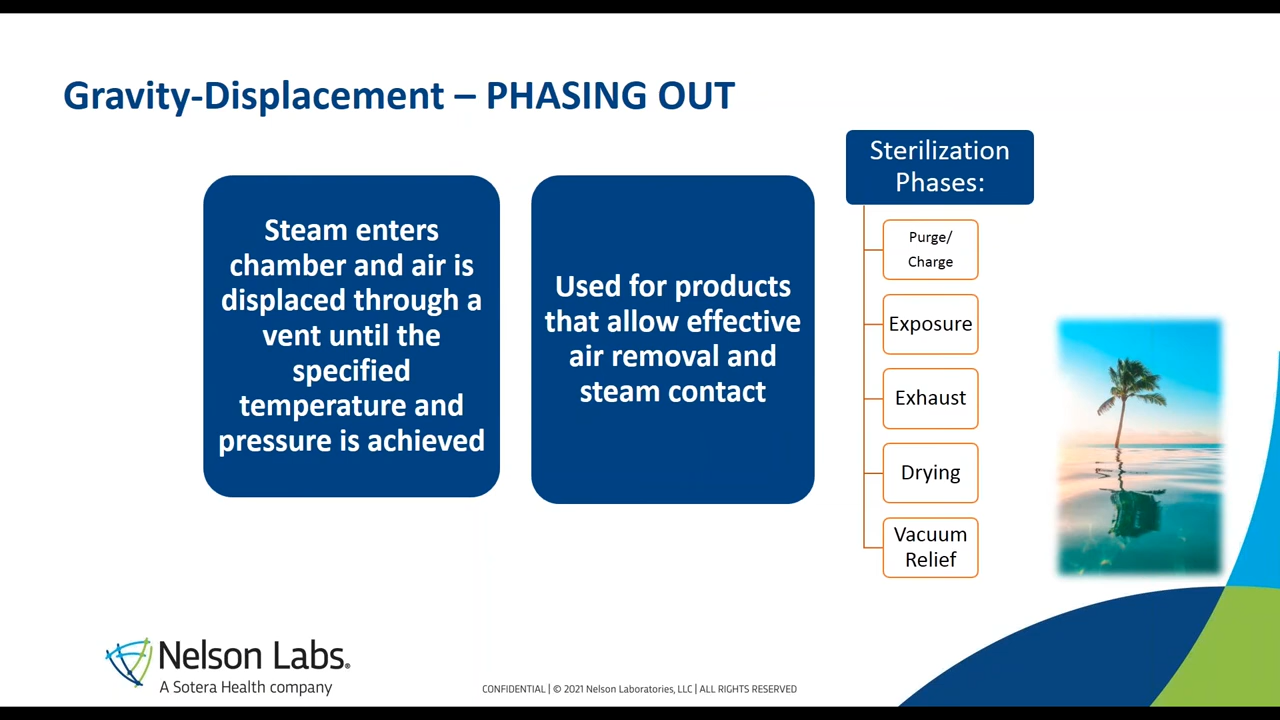 Gravity-Displacement – PHASING OUT
Steam enters
chamber and air is
displaced through a
vent until the
specified
temperature and
pressure is achieved
Used for products
that allow effective
air removal and
steam contact
Sterilization
Phases:
Purge/
Charge
Exposure
Exhaust
Drying
Vacuum
Relief
Nelson Labs®
A Sotera Health company
CONFIDENTIAL | © 2021 Nelson Laboratories, LLC | ALL RIGHTS RESERVED